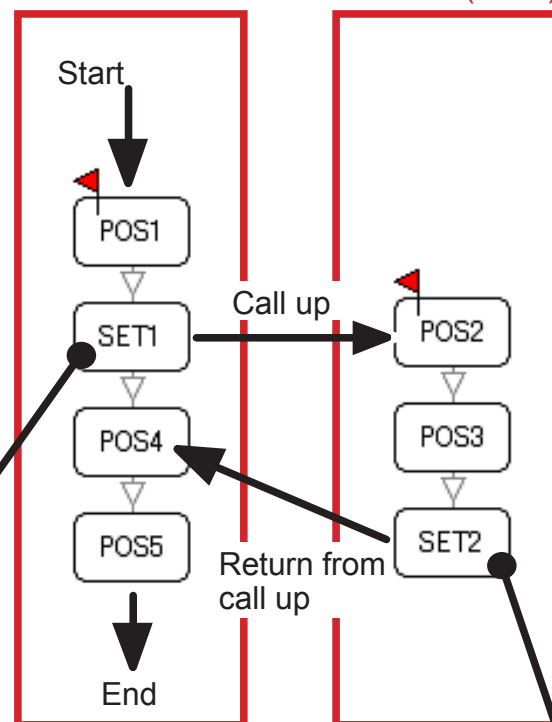 Start
POS1
SET1
Call up
POS2
POS4
POS3
POS5
SET2
Return from
call up
End